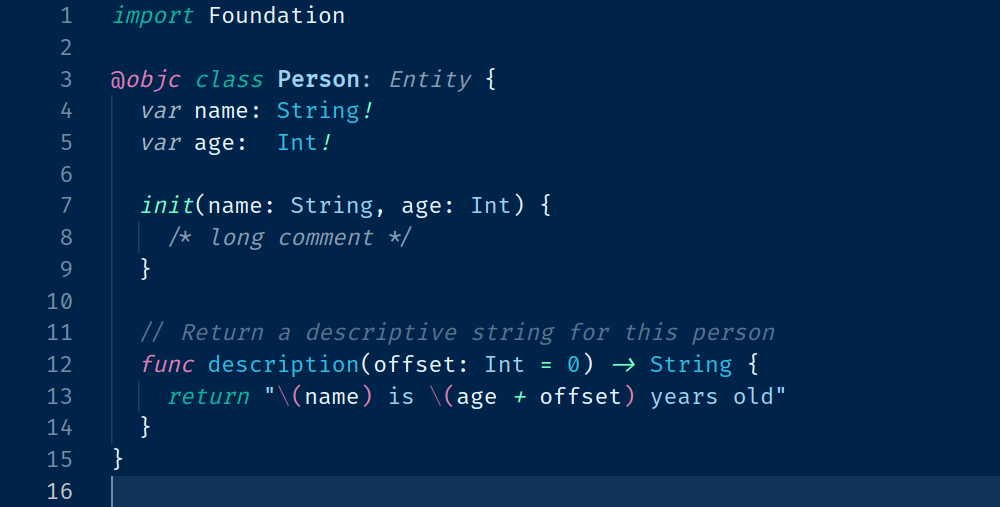 1 import Foundation
2
3 @objc class Person: Entity {
4   var name: String!
5   var age:  Int!
6
7   init(name: String, age: Int) {
8     /* long comment */
9   }
10
11   // Return a descriptive string for this person
12   func description(offset: Int = 0) -> String {
13     return "\(name) is \(age + offset) years old"
14   }
15 }
16